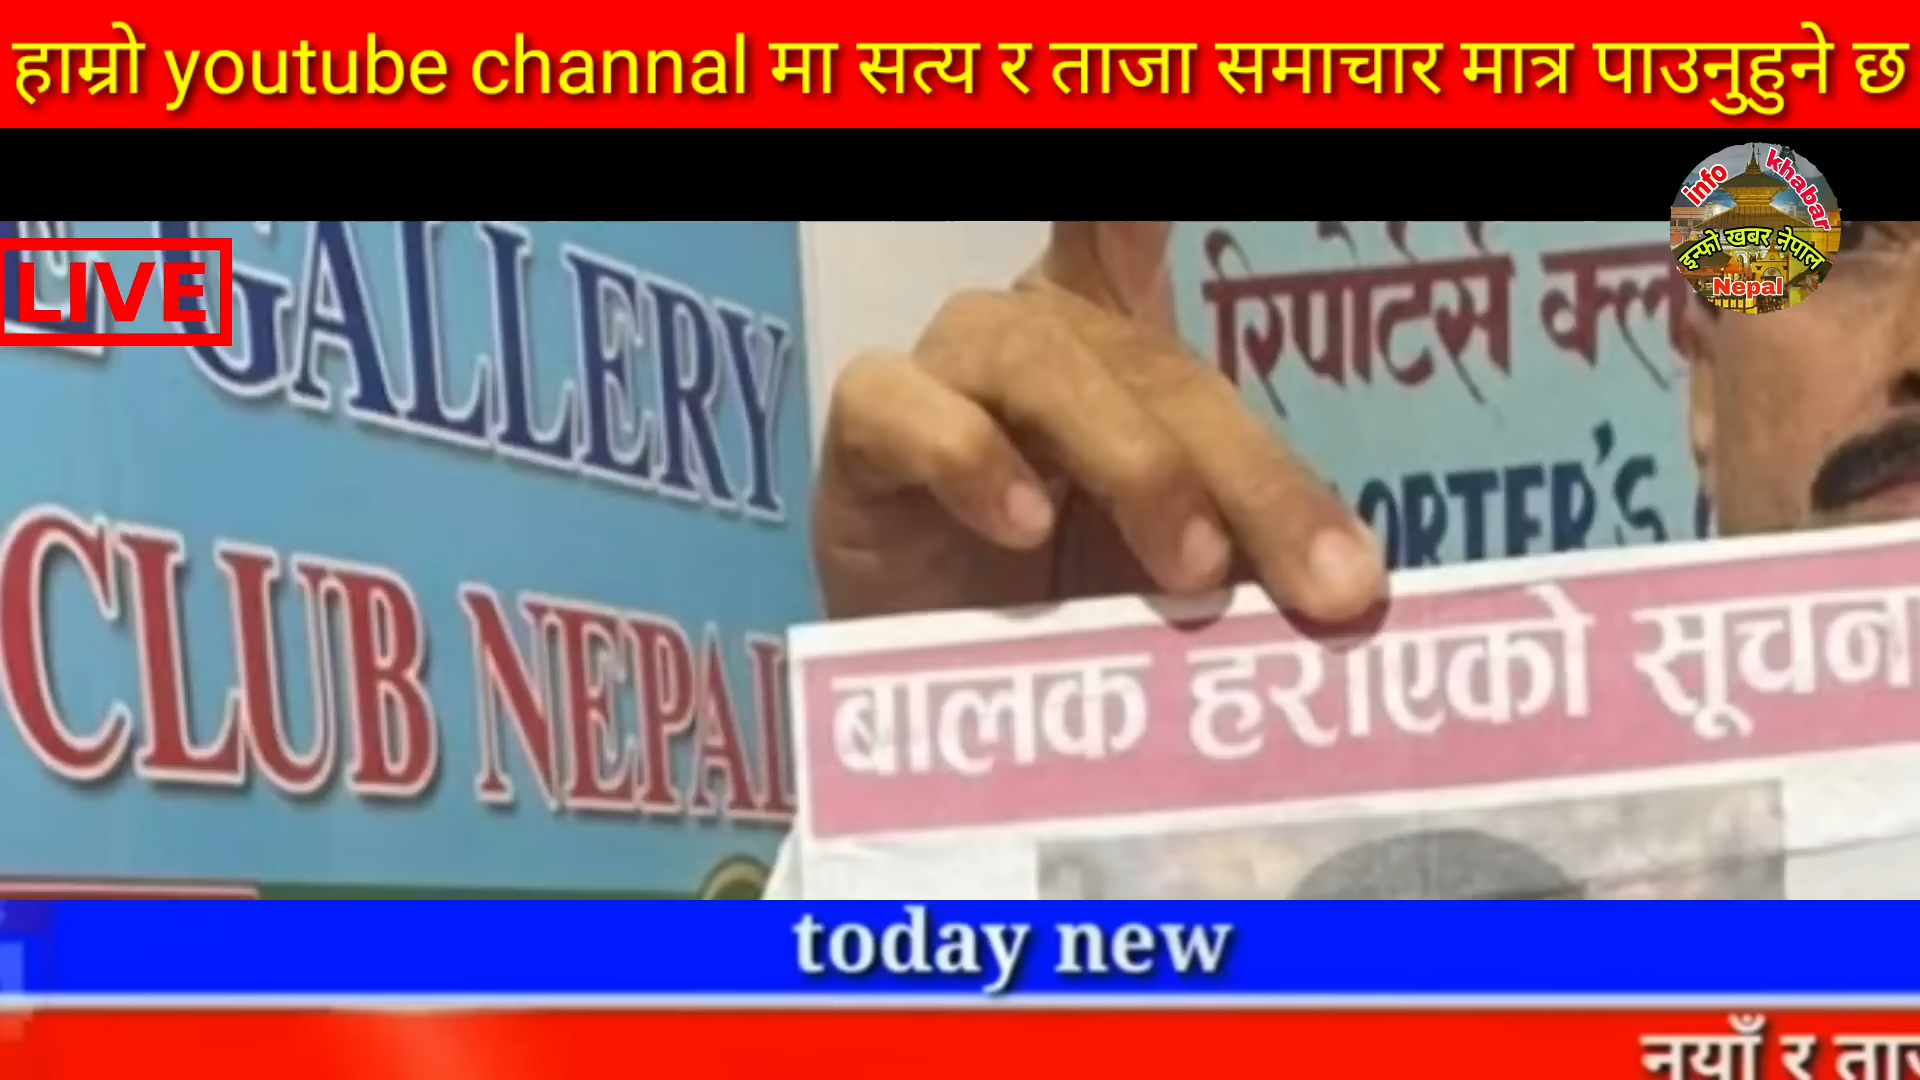 हाम्रो youtube channal मा सत्य र ताजा समाचार मात्र पाउनुहुने छ
info khabar
इन्फो खबर नेपाल
Nepal
LIVE
GALLERY
CLUB NEPAL
रिपोर्टर्स
बालक हराएको
today new
नयाँ र